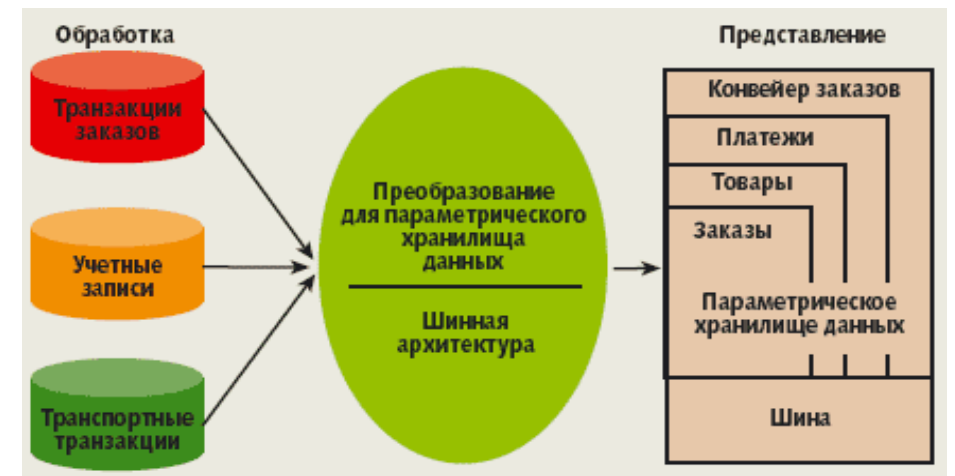 Обработка
Транзакции
заказов
Учетные
записи
Транспортные
транзакции
Преобразование
для параметрического
хранилища
данных
Шинная
архитектура
Представление
Конвейер заказов
Платежи
Товары
Заказы
Параметрическое
хранилище данных
Шина